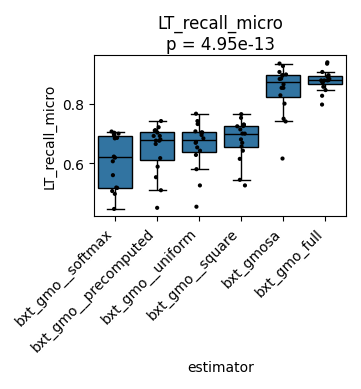 LT_recall_micro
p = 4.95e-13
LT_recall_micro
0.8
0.6
bxt_gmo__softmax
bxt_gmo__precomputed
bxt_gmo__uniform
bxt_gmo__square
bxt_gmosa
bxt_gmo_full
estimator